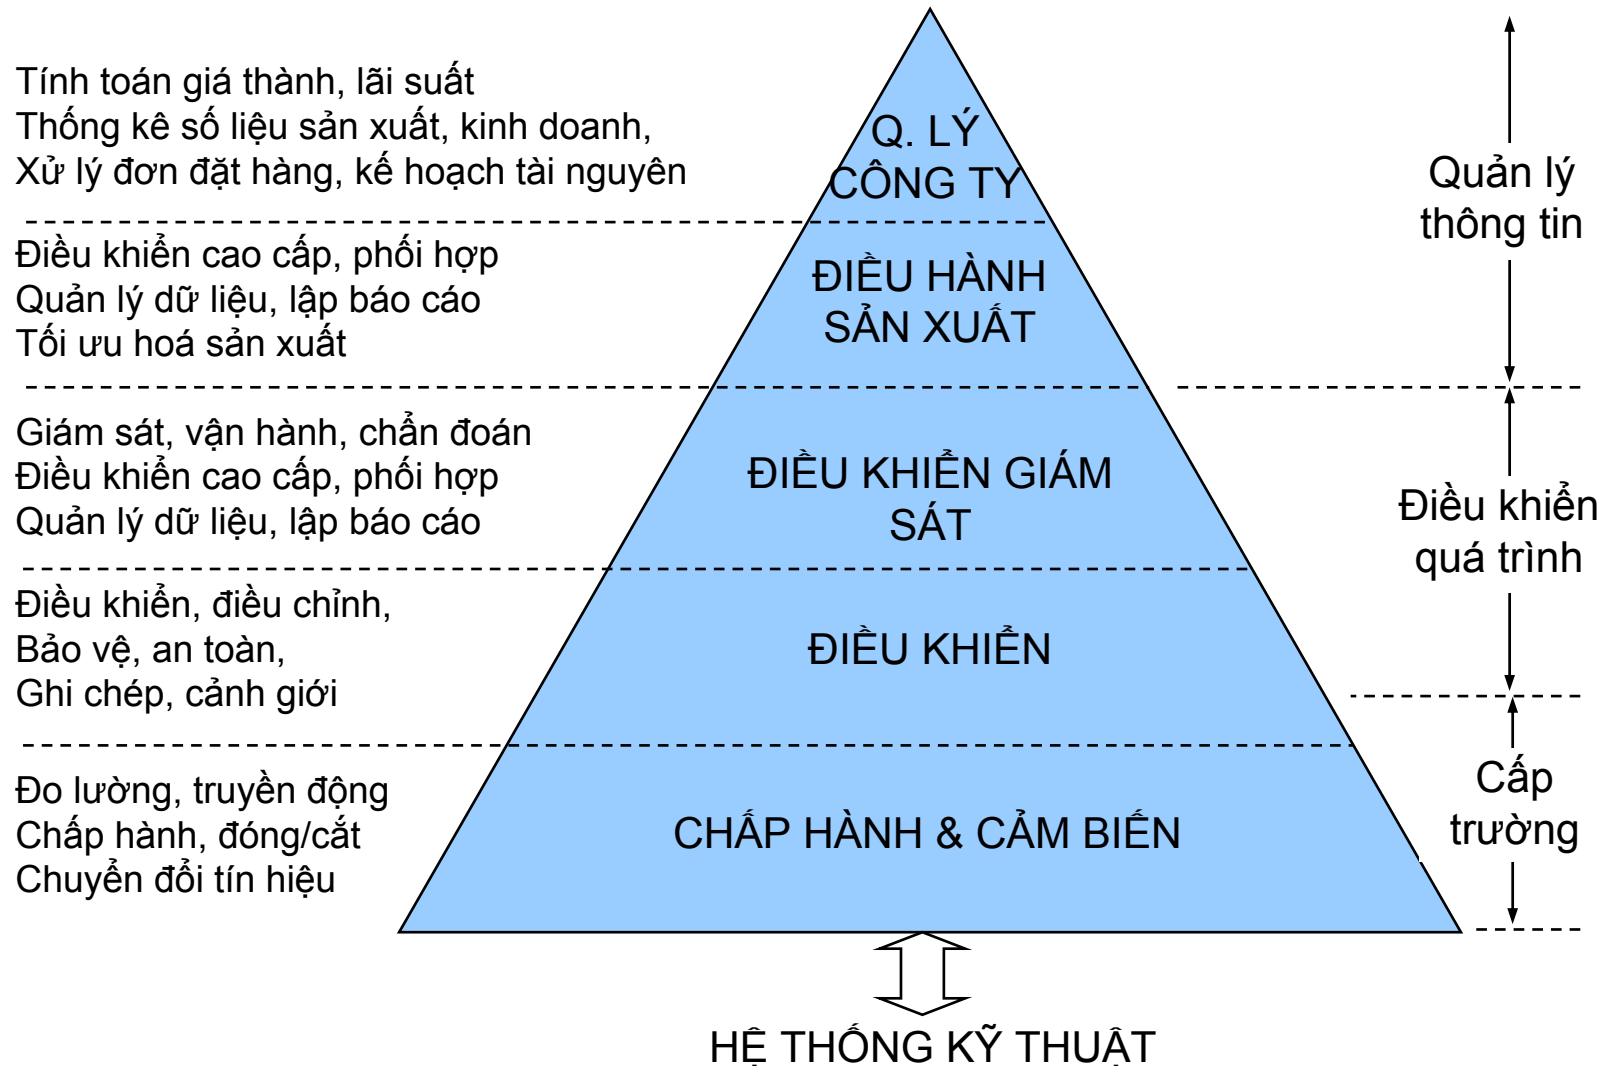 Tính toán giá thành, lãi suất
Thống kê số liệu sản xuất, kinh doanh,
Xử lý đơn đặt hàng, kế hoạch tài nguyên
Q. LÝ
CÔNG TY
Quản lý
thông tin
Điều khiển cao cấp, phối hợp
Quản lý dữ liệu, lập báo cáo
Tối ưu hoá sản xuất
ĐIỀU HÀNH
SẢN XUẤT
Giám sát, vận hành, chẩn đoán
Điều khiển cao cấp, phối hợp
Quản lý dữ liệu, lập báo cáo
ĐIỀU KHIỂN GIÁM
SÁT
Điều khiển
quá trình
Điều khiển, điều chỉnh,
Bảo vệ, an toàn,
Ghi chép, cảnh giới
ĐIỀU KHIỂN
Đo lường, truyền động
Chấp hành, đóng/cắt
Chuyển đổi tín hiệu
CHẤP HÀNH & CẢM BIẾN
Cấp
trường
HỆ THỐNG KỸ THUẬT